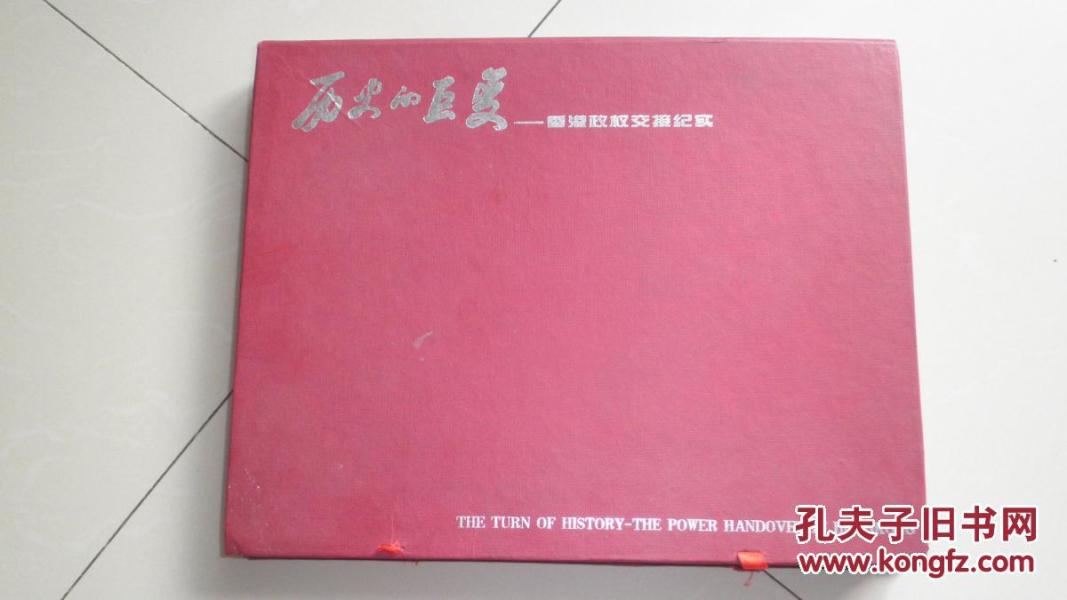 历史的巨变
——香港政权交接纪实
THE TURN OF HISTORY-THE POWER HANDOVER
孔夫子旧书网
www.kongfz.com